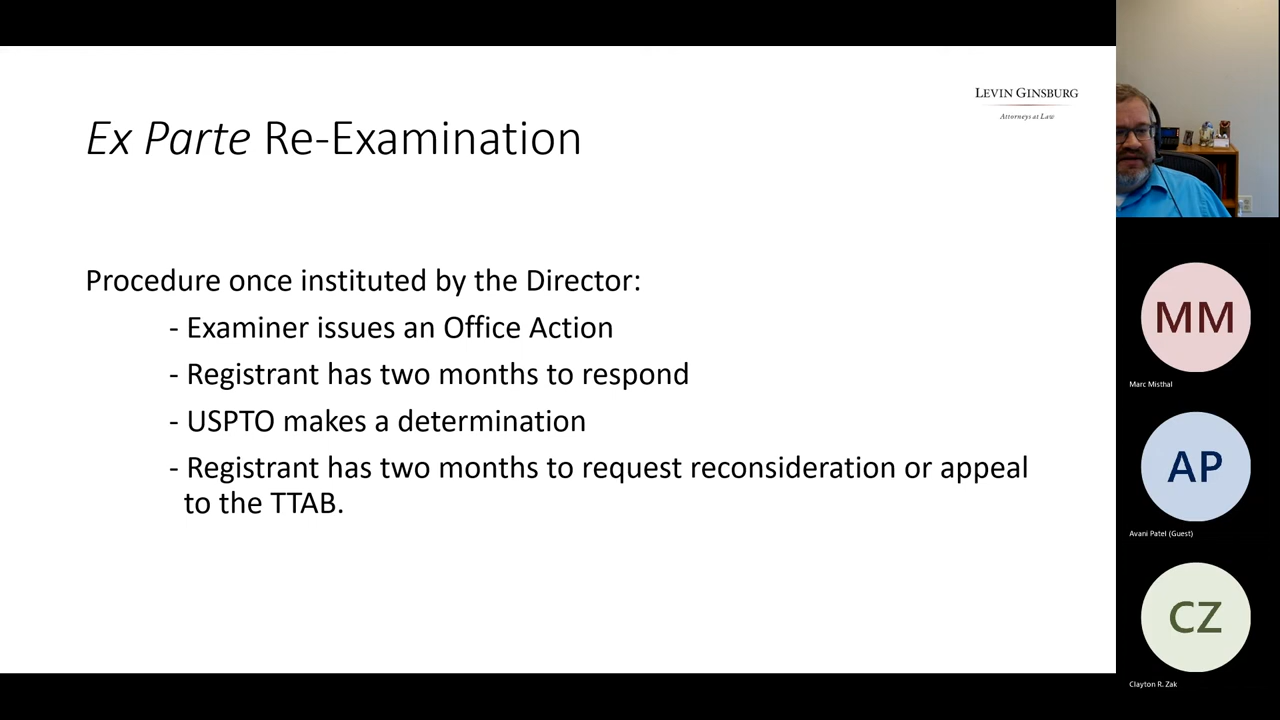 LEVIN GINSBURG
Attorneys at Law
Ex Parte Re-Examination
Procedure once instituted by the Director:
- Examiner issues an Office Action
- Registrant has two months to respond
- USPTO makes a determination
- Registrant has two months to request reconsideration or appeal
to the TTAB.
MM
Marc Misthal
AP
Avani Patel (Guest)
CZ
Clayton R. Zak